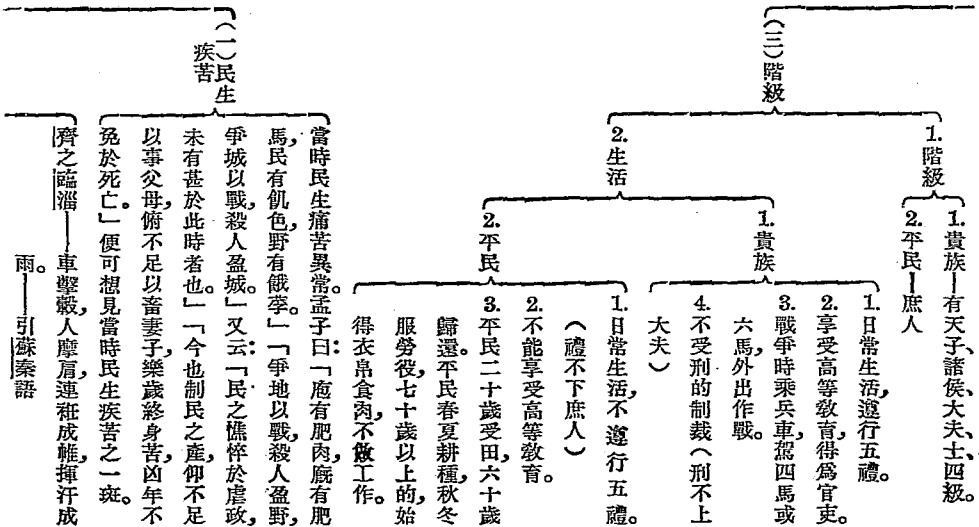 （三）階級
1.階級
1.貴族—有天子、諸侯、大夫、士、四級。
2.平民—庶人
2.生活
1.貴族
1.日常生活，遵行五禮。
2.享受高等敎育，得爲官吏。
3.戰爭時乘兵車，駕四馬或
六馬，外出作戰。
4.不受刑的制裁（刑不上
大夫）
2.平民
1.日常生活，不遵行五禮。
（禮不下庶人）
2.不能享受高等敎育。
3.平民二十歲受田，六十歲
歸還。平民春夏耕種，秋冬
服勞役，七十歲以上的，始
得衣帛食肉，不做工作。
（一）民生
疾苦
當時民生痛苦異常。孟子曰：「庖有肥肉，廐有肥
馬，民有飢色，野有餓莩。」「爭地以戰，殺人盈野，
爭城以戰，殺人盈城。」又云：「民之憔悴於虐政，
未有甚於此時者也。」「今也制民之產，仰不足
以事父母，俯不足以畜妻子，樂歲終身苦，凶年不
免於死亡。」便可想見當時民生疾苦之一斑。
齊之臨淄——車擊轂，人摩肩，連衽成帷，揮汗成
雨。——引蘇秦語